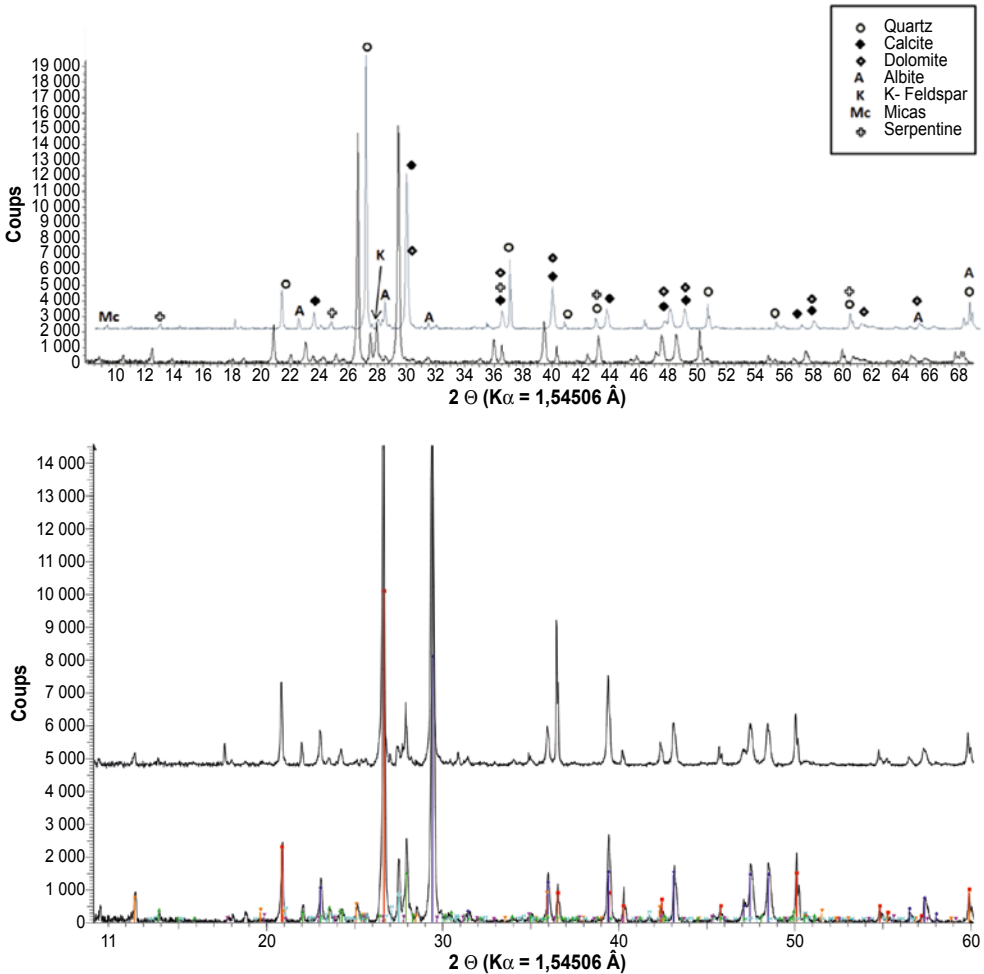 Quartz
Calcite
Dolomite
A Albite
K K- Feldspar
Mc Micas
Serpentine
Coups
19 000
18 000
17 000
16 000
15 000
14 000
13 000
12 000
11 000
10 000
9 000
8 000
7 000
6 000
5 000
4 000
3 000
2 000
1 000
0
K
A
Mc
A
A
A
A
10 12 14 16 18 20 22 24 26 28 30 32 34 36 38 40 42 44 46 48 50 52 54 56 58 60 62 64 66 68
2 Θ (Kα = 1,54506 Â)
Coups
14 000
13 000
12 000
11 000
10 000
9 000
8 000
7 000
6 000
5 000
4 000
3 000
2 000
1 000
0
11 20 30 40 50 60
2 Θ (Kα = 1,54506 Â)